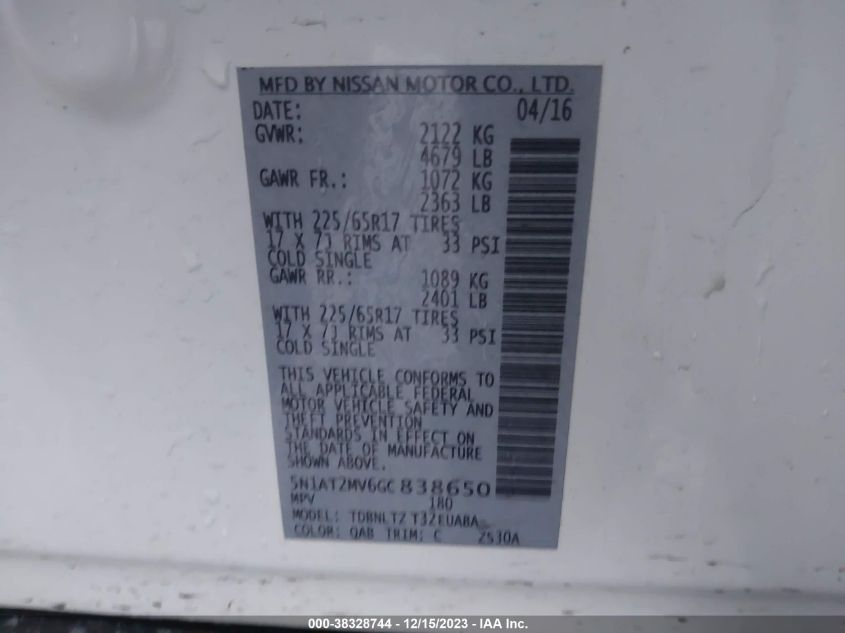 MFD BY NISSAN MOTOR CO., LTD.
DATE: 04/16
GVWR: 2122 KG
4679 LB
GAWR FR.: 1072 KG
2363 LB
WITH 225/65R17 TIRES
17 X 7J RIMS AT 33 PSI
COLD SINGLE
GAWR RR.: 1089 KG
2401 LB
WITH 225/65R17 TIRES
17 X 7J RIMS AT 33 PSI
COLD SINGLE
THIS VEHICLE CONFORMS TO
ALL APPLICABLE FEDERAL
MOTOR VEHICLE SAFETY AND
THEFT PREVENTION
STANDARDS IN EFFECT ON
THE DATE OF MANUFACTURE
SHOWN ABOVE.
5N1AT2MV6GC838650
MPV 180
MODEL: TDBNLTZ T32EUABA
COLOR: QAB TRIM: C 2S30A
000-38328744 / 12/15/2023 - IAA Inc.